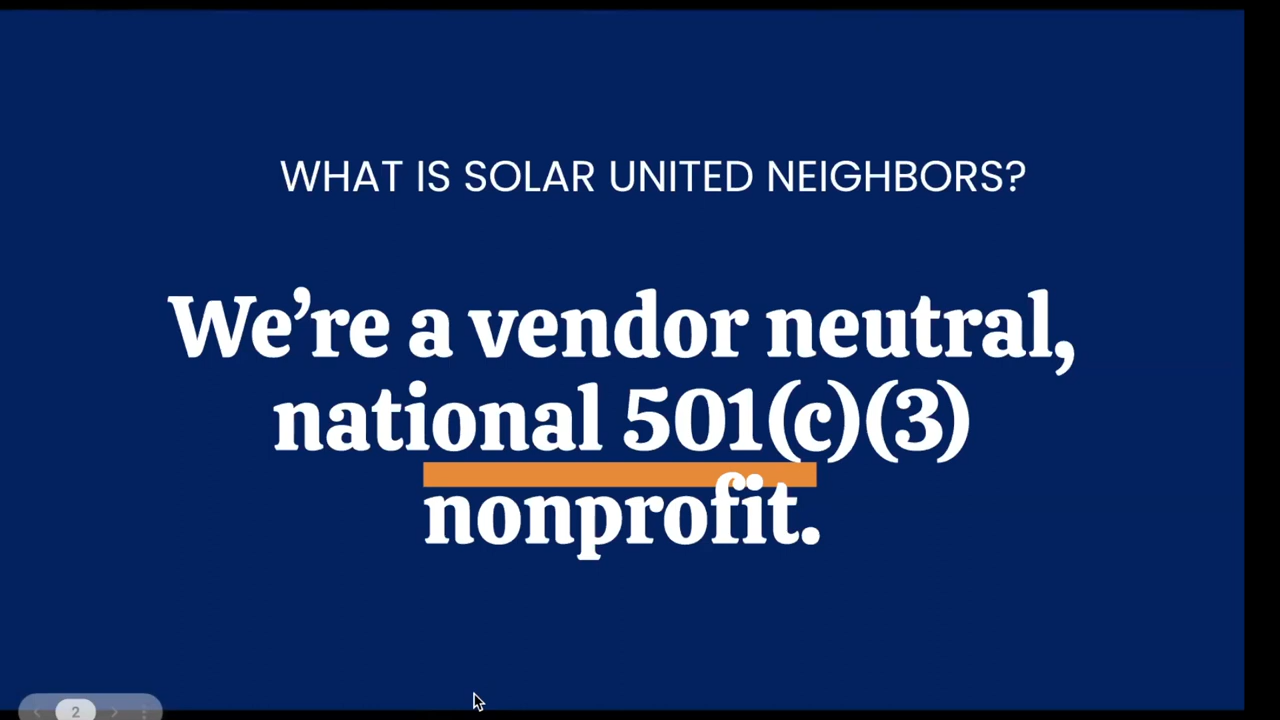 WHAT IS SOLAR UNITED NEIGHBORS?
We’re a vendor neutral,
national 501(c)(3)
nonprofit.
2